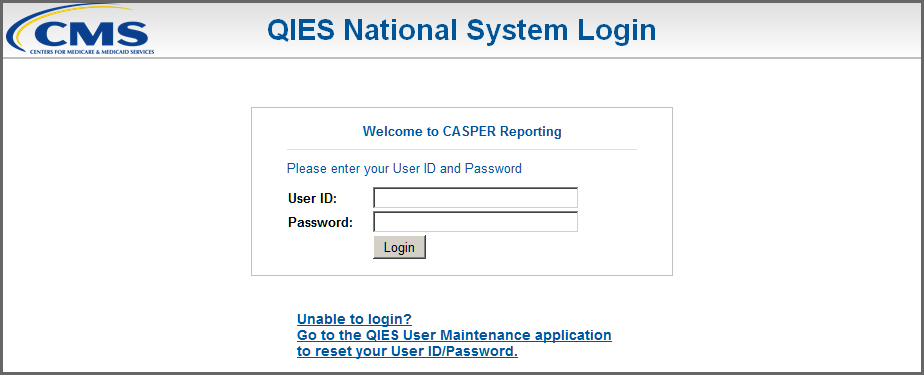 CMS
CENTERS FOR MEDICARE & MEDICAID SERVICES
QIES National System Login
Welcome to CASPER Reporting
Please enter your User ID and Password
User ID:
Password:
Login
Unable to login?
Go to the QIES User Maintenance application
to reset your User ID/Password.